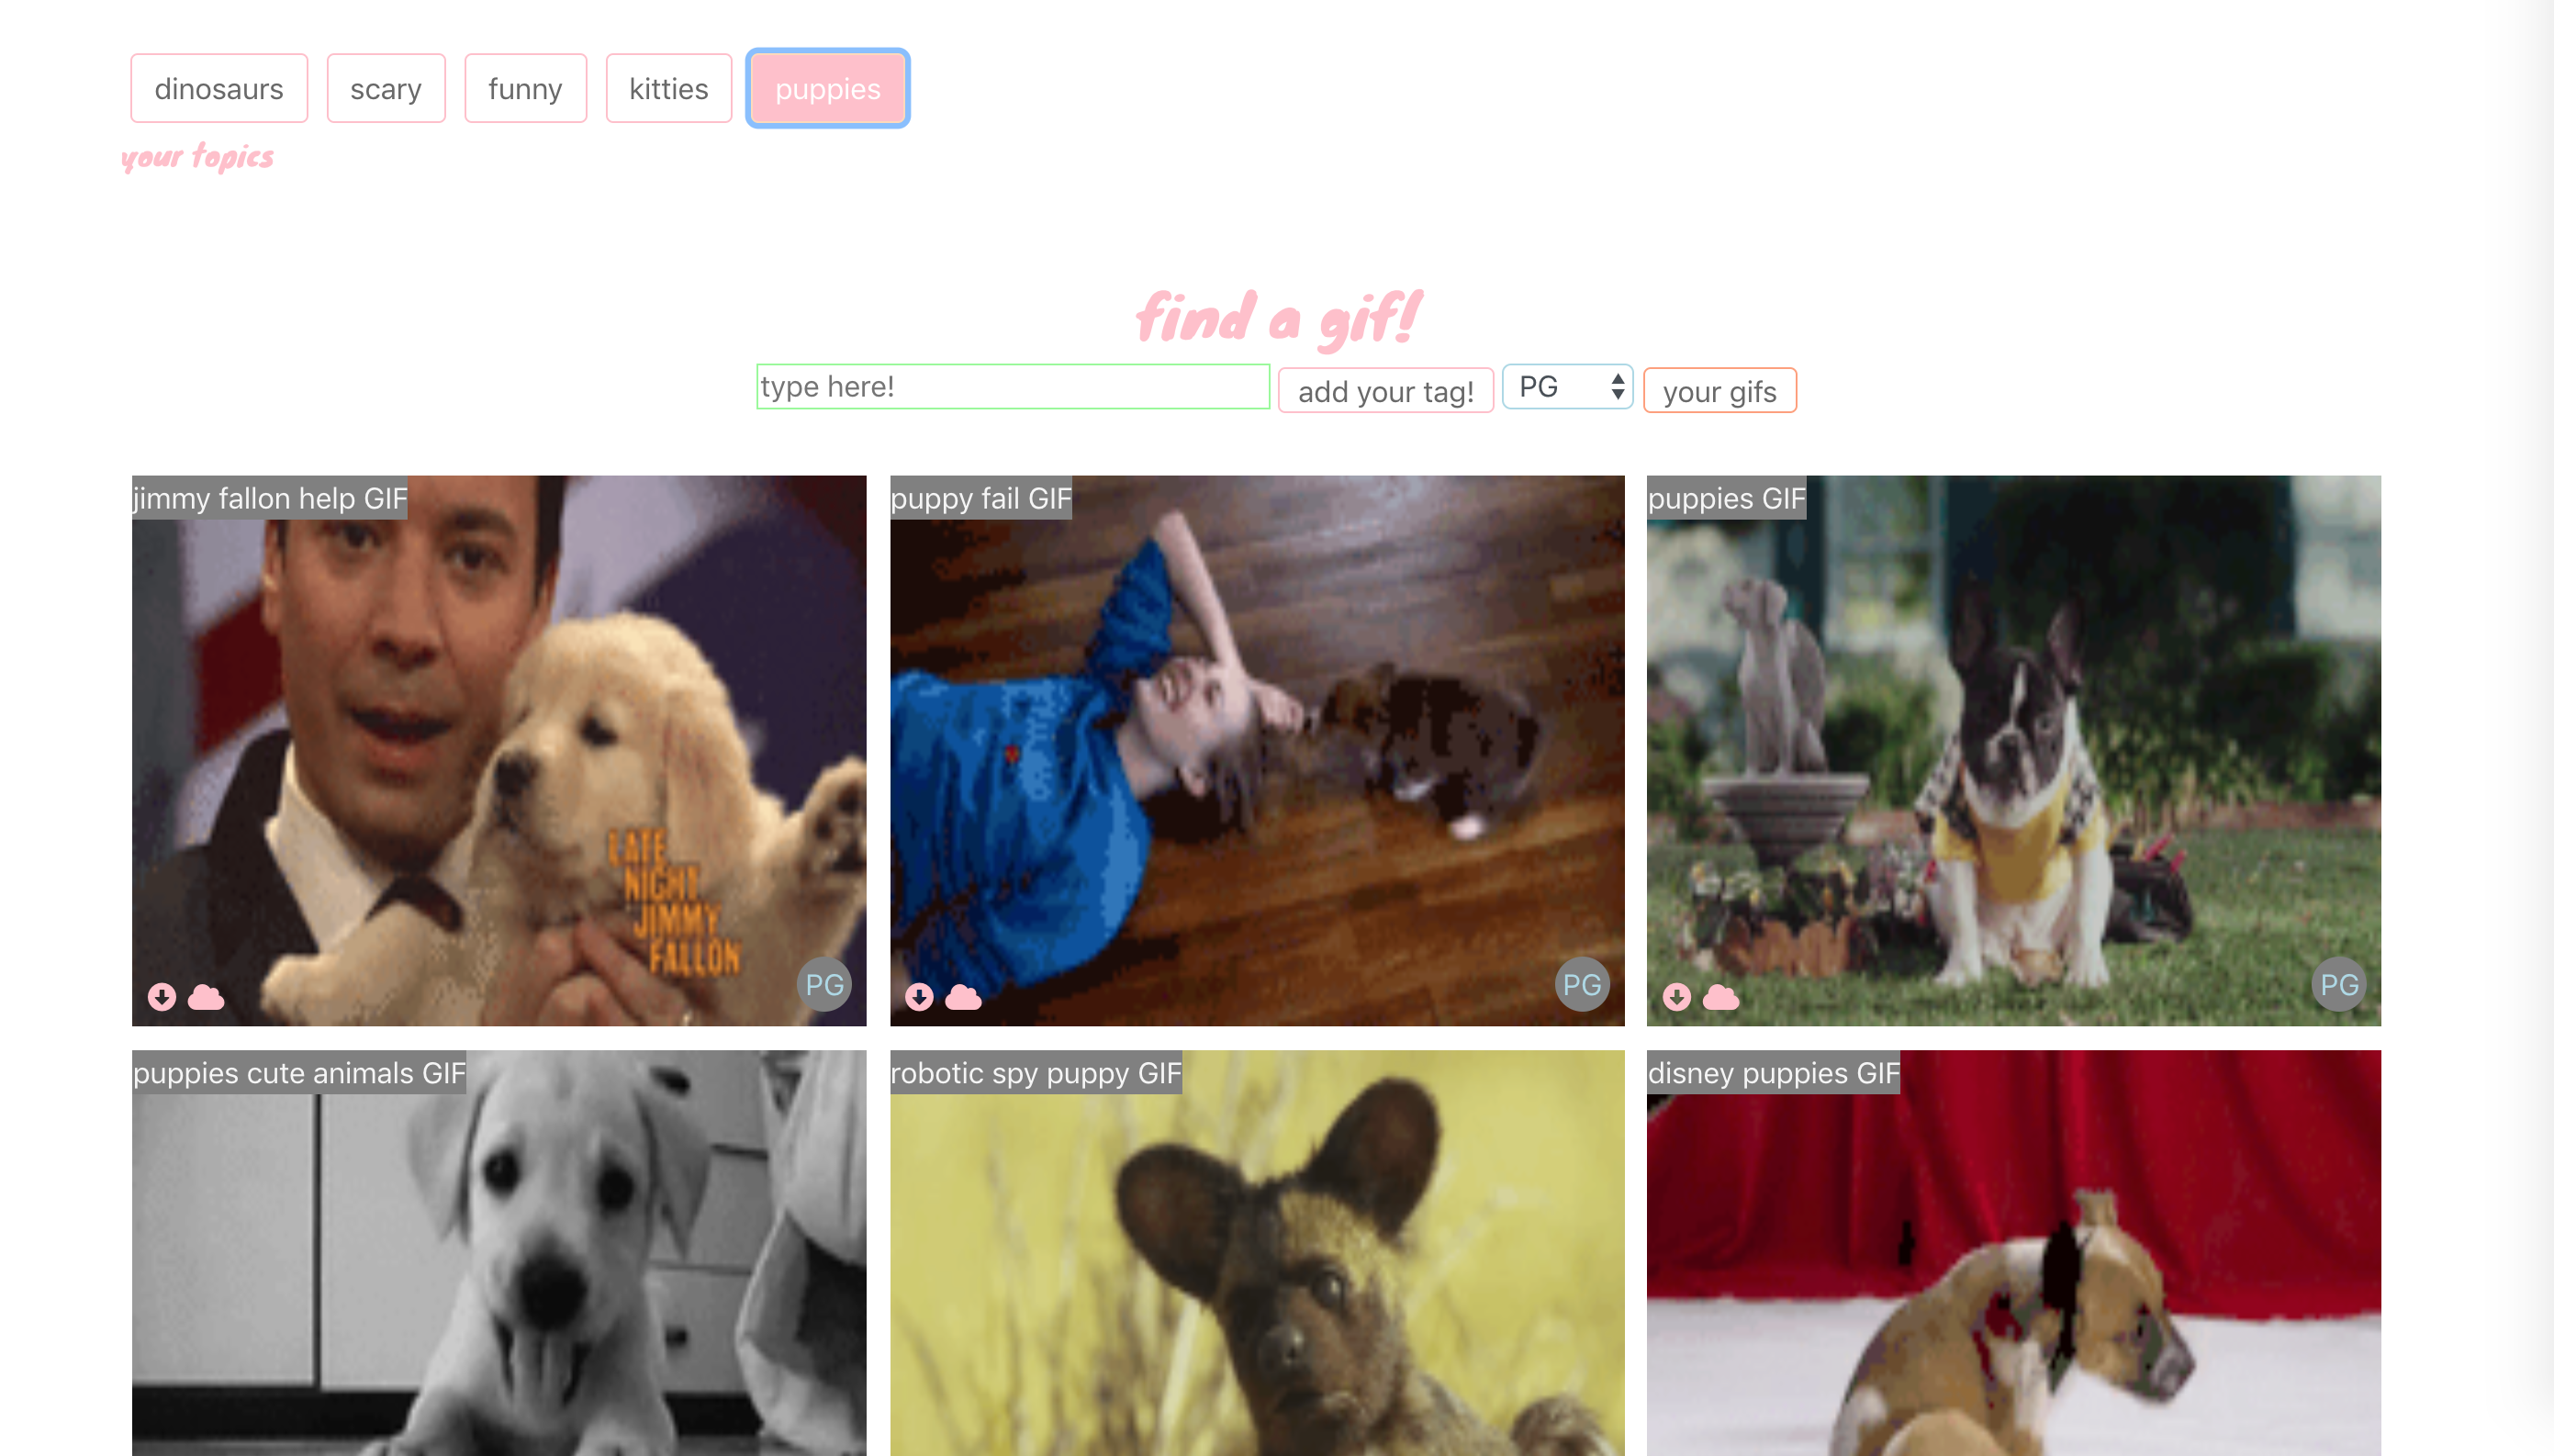 dinosaurs scary funny kitties puppies
your topics
find a gif!
type here! add your tag! PG your gifs
jimmy fallon help GIF
LATE
NIGHT
JIMMY
FALLON
PG
puppy fail GIF
PG
puppies GIF
PG
puppies cute animals GIF
robotic spy puppy GIF
disney puppies GIF